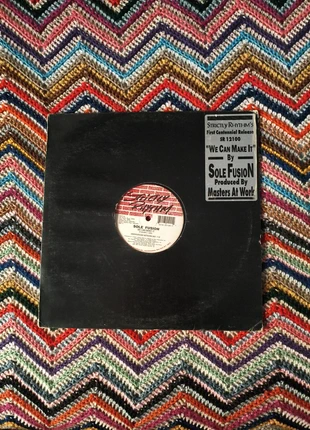 STRICTLY RHYTHM'S
First Centennial Release
SR 12100
"WE CAN MAKE IT"
By
SOLE FUSION
Produced By
Masters At Work
STRICTLY
RHYTHM
SOLE FUSION